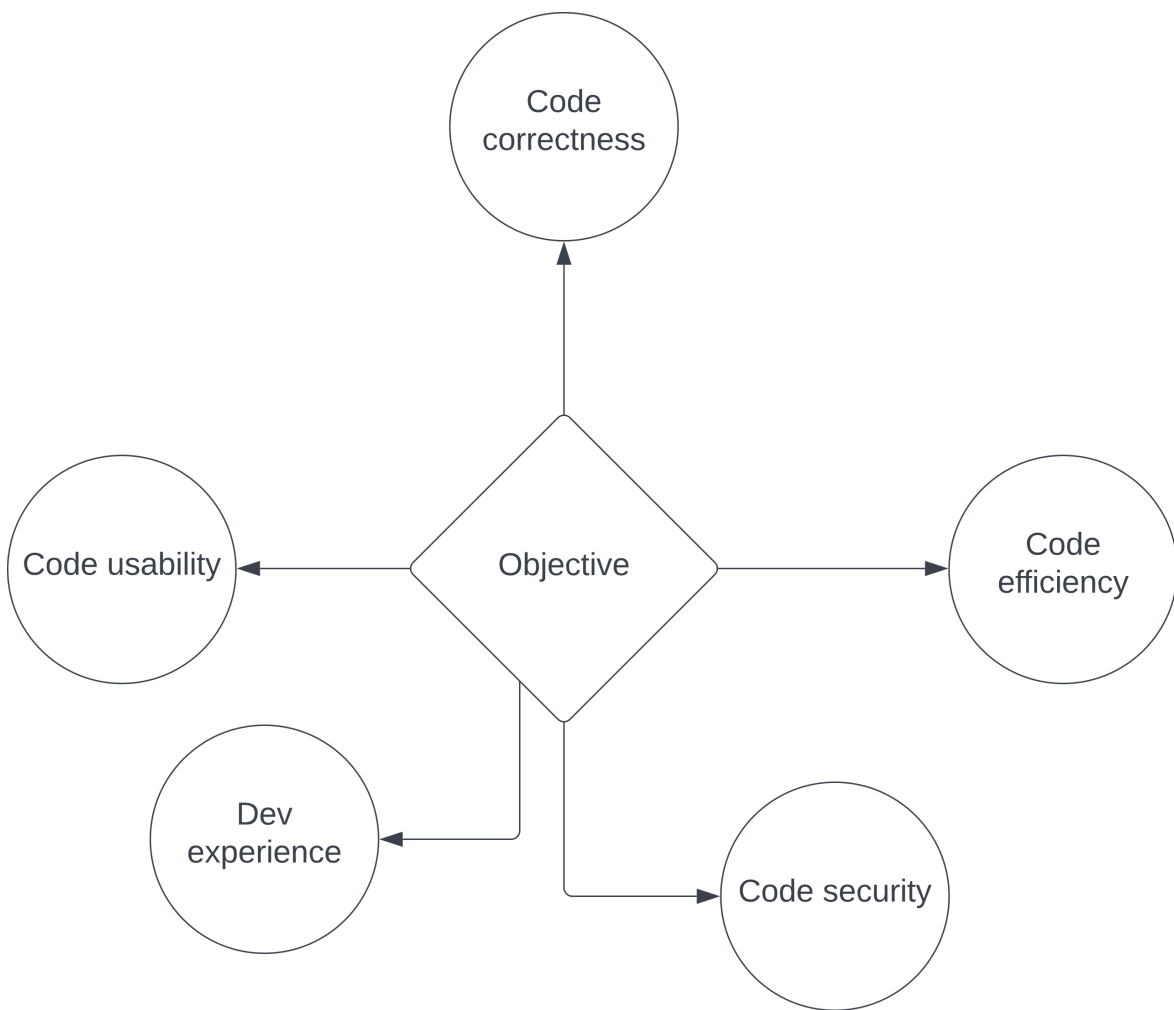 Code
correctness
Code usability
Objective
Code
efficiency
Dev
experience
Code security